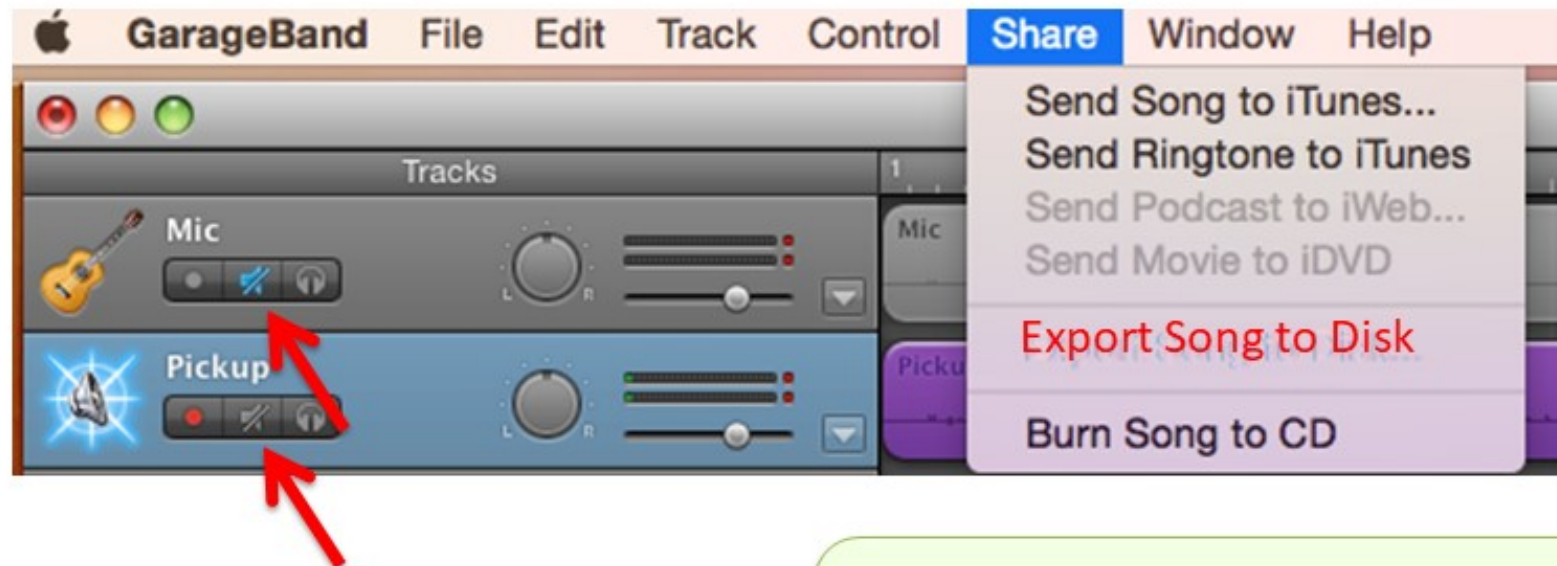 GarageBand File Edit Track Control Share Window Help
Send Song to iTunes...
Tracks
1
Send Ringtone to iTunes
Mic
Mic
Send Podcast to iWeb...
L R
Send Movie to iDVD
Export Song to Disk
Pickup
Picku
L R
Burn Song to CD